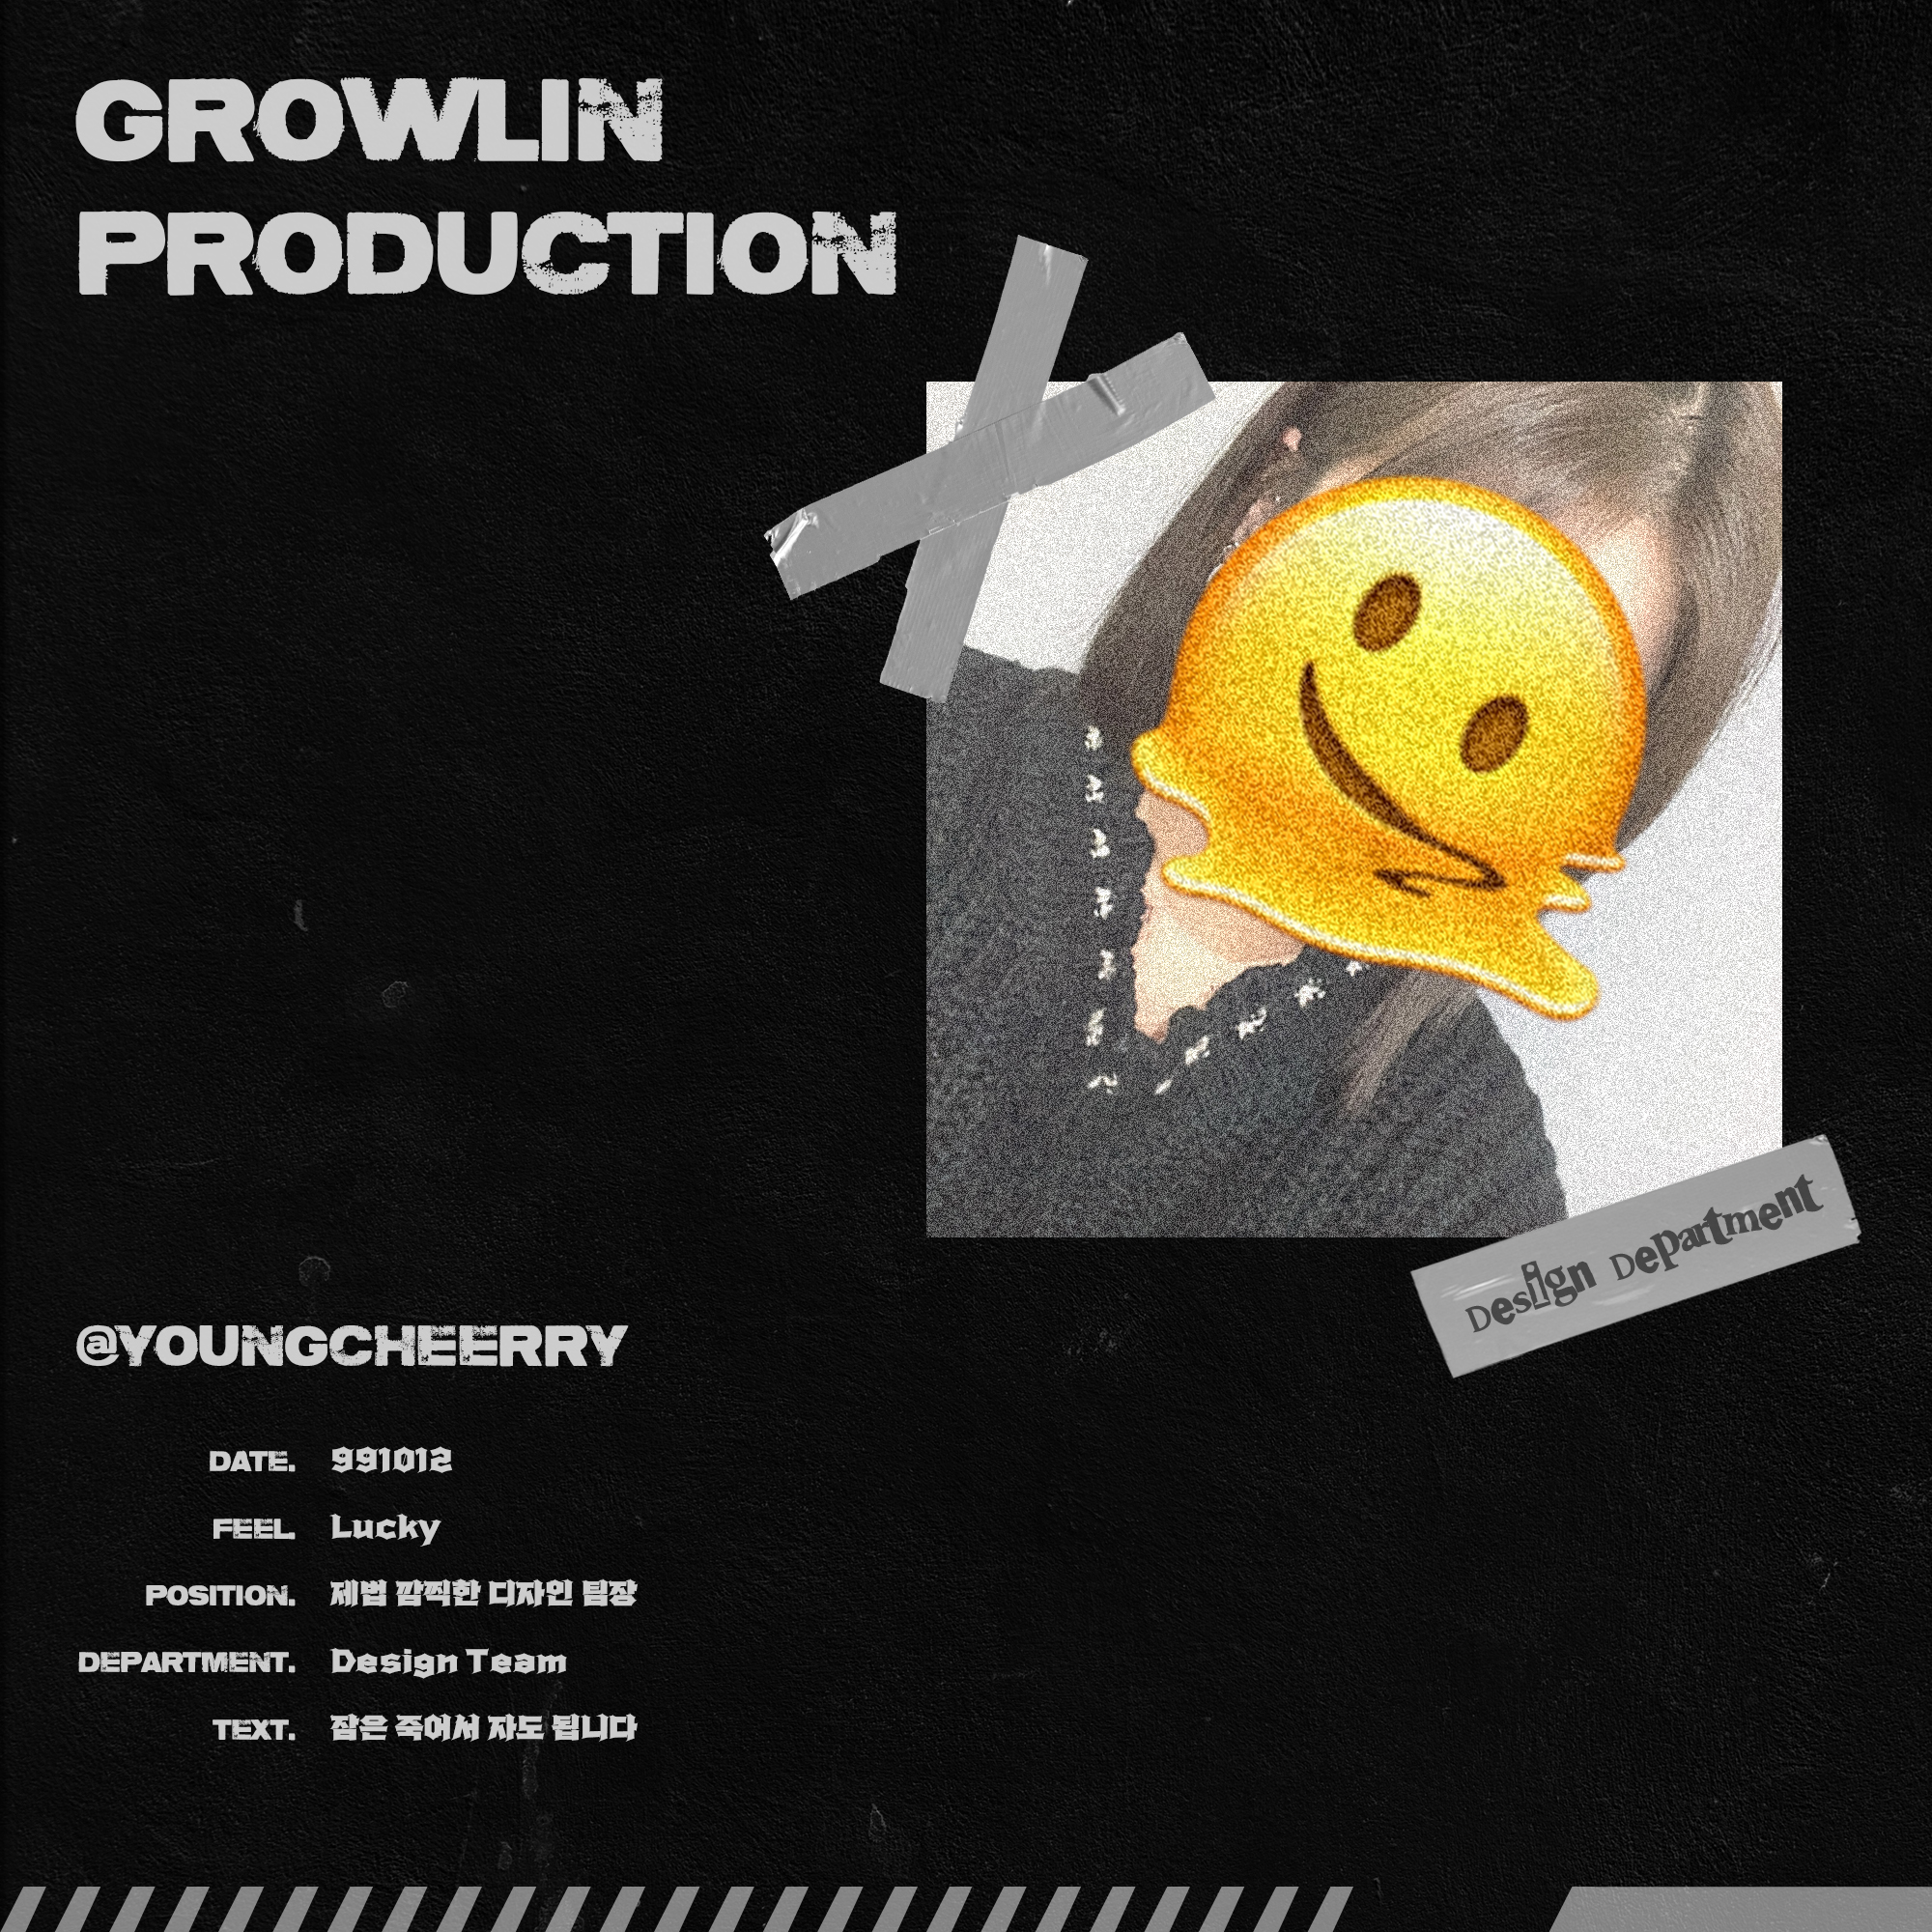 GROWLIN
PRODUCTION
Design Department
@YOUNGCHEERRY
DATE. 991012
FEEL. Lucky
POSITION. 제법 깜찍한 디자인 팀장
DEPARTMENT. Design Team
TEXT. 잠은 죽어서 자도 됩니다